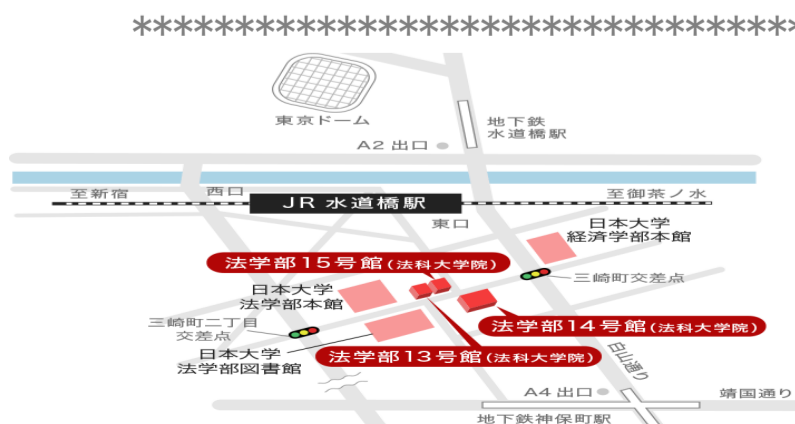 ***********************************
東京ドーム
地下鉄
水道橋駅
A2 出口
至新宿
西口
JR 水道橋駅
至御茶ノ水
東口
日本大学
経済学部本館
法学部15号館(法科大学院)
三崎町交差点
日本大学
法学部本館
三崎町二丁目
交差点
法学部14号館(法科大学院)
日本大学
法学部図書館
法学部13号館(法科大学院)
白山通り
A4 出口
靖国通り
地下鉄神保町駅